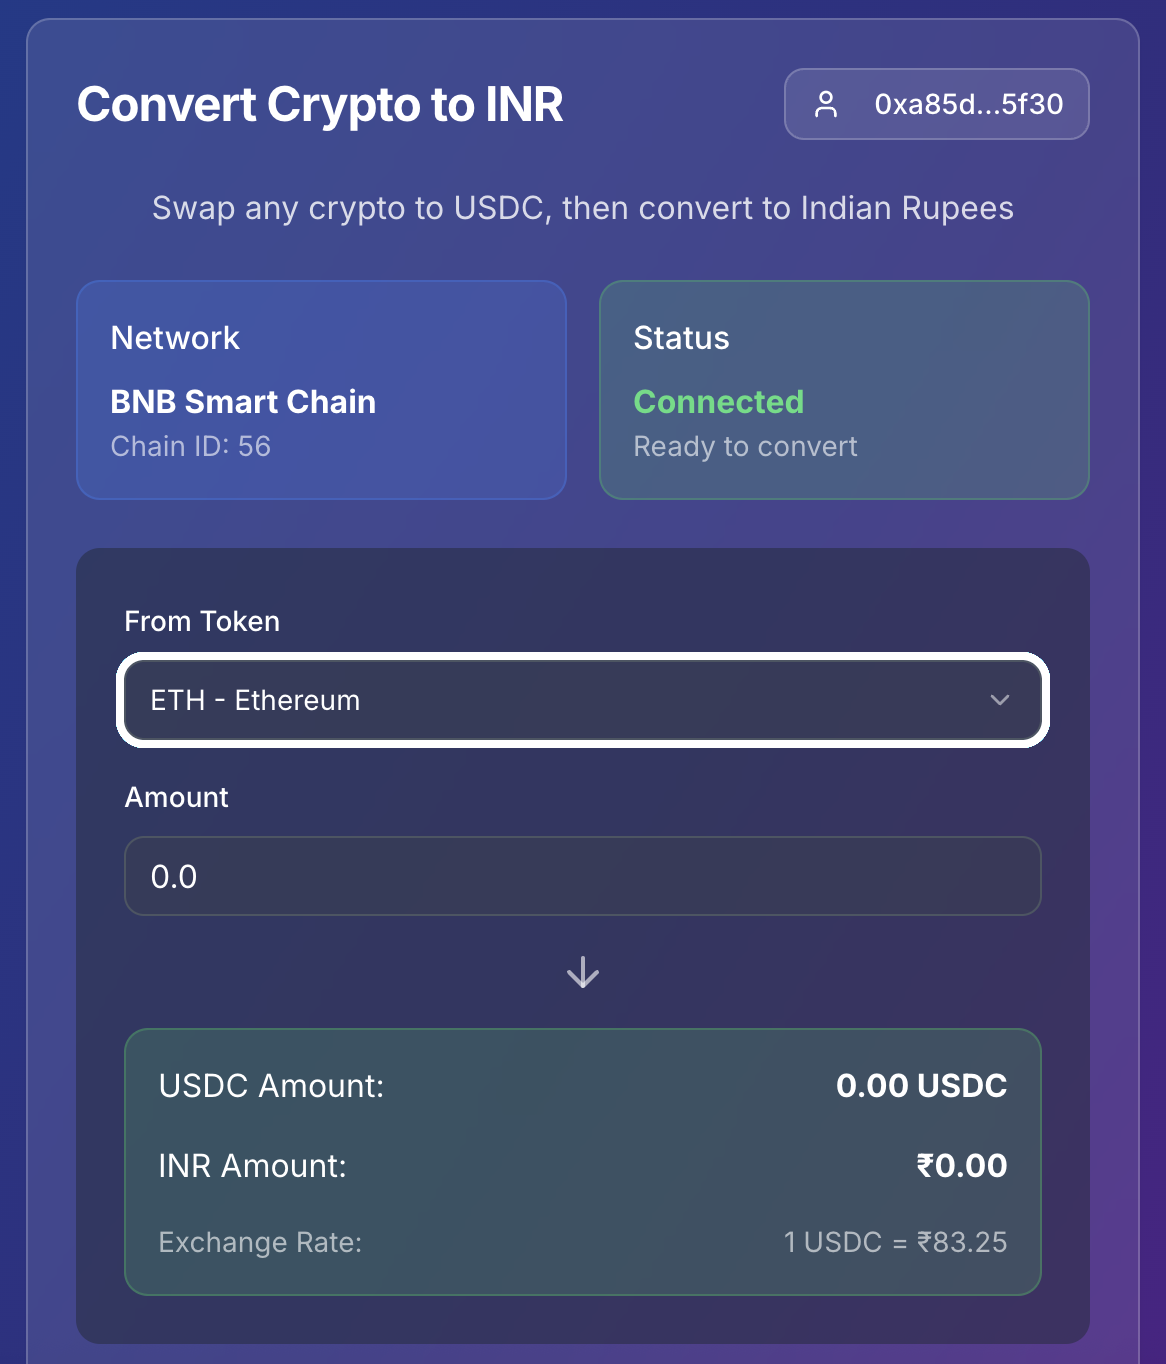 Convert Crypto to INR
0xa85d...5f30
Swap any crypto to USDC, then convert to Indian Rupees
Network
BNB Smart Chain
Chain ID: 56
Status
Connected
Ready to convert
From Token
ETH - Ethereum
Amount
0.0
USDC Amount: 0.00 USDC
INR Amount: ₹0.00
Exchange Rate: 1 USDC = ₹83.25